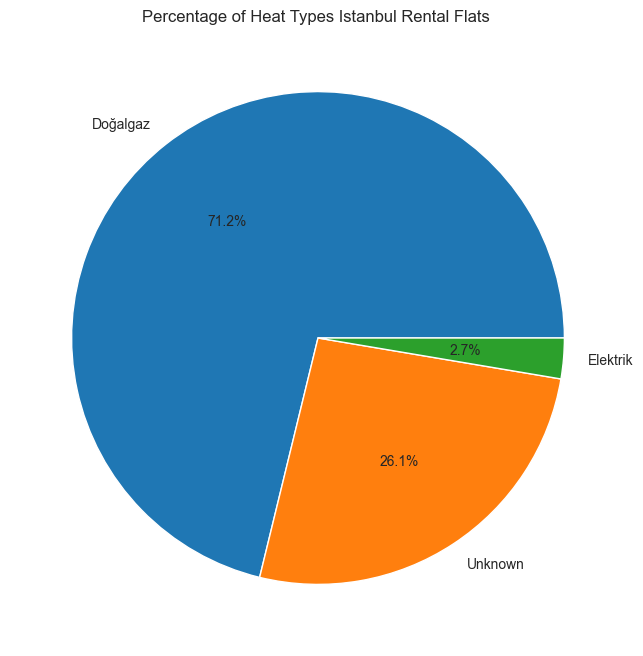 Percentage of Heat Types Istanbul Rental Flats
Doğalgaz
71.2%
2.7%
Elektrik
26.1%
Unknown